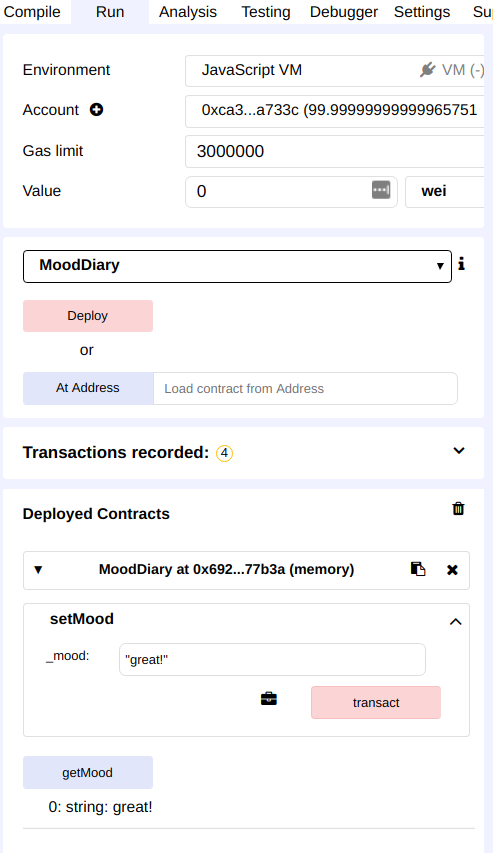 Compile Run Analysis Testing Debugger Settings Su
Environment JavaScript VM VM (-)
Account 0xca3...a733c (99.99999999999965751
Gas limit 3000000
Value 0 wei
MoodDiary
Deploy
or
At Address Load contract from Address
Transactions recorded: 4
Deployed Contracts
MoodDiary at 0x692...77b3a (memory)
setMood
_mood: "great!"
transact
getMood
0: string: great!